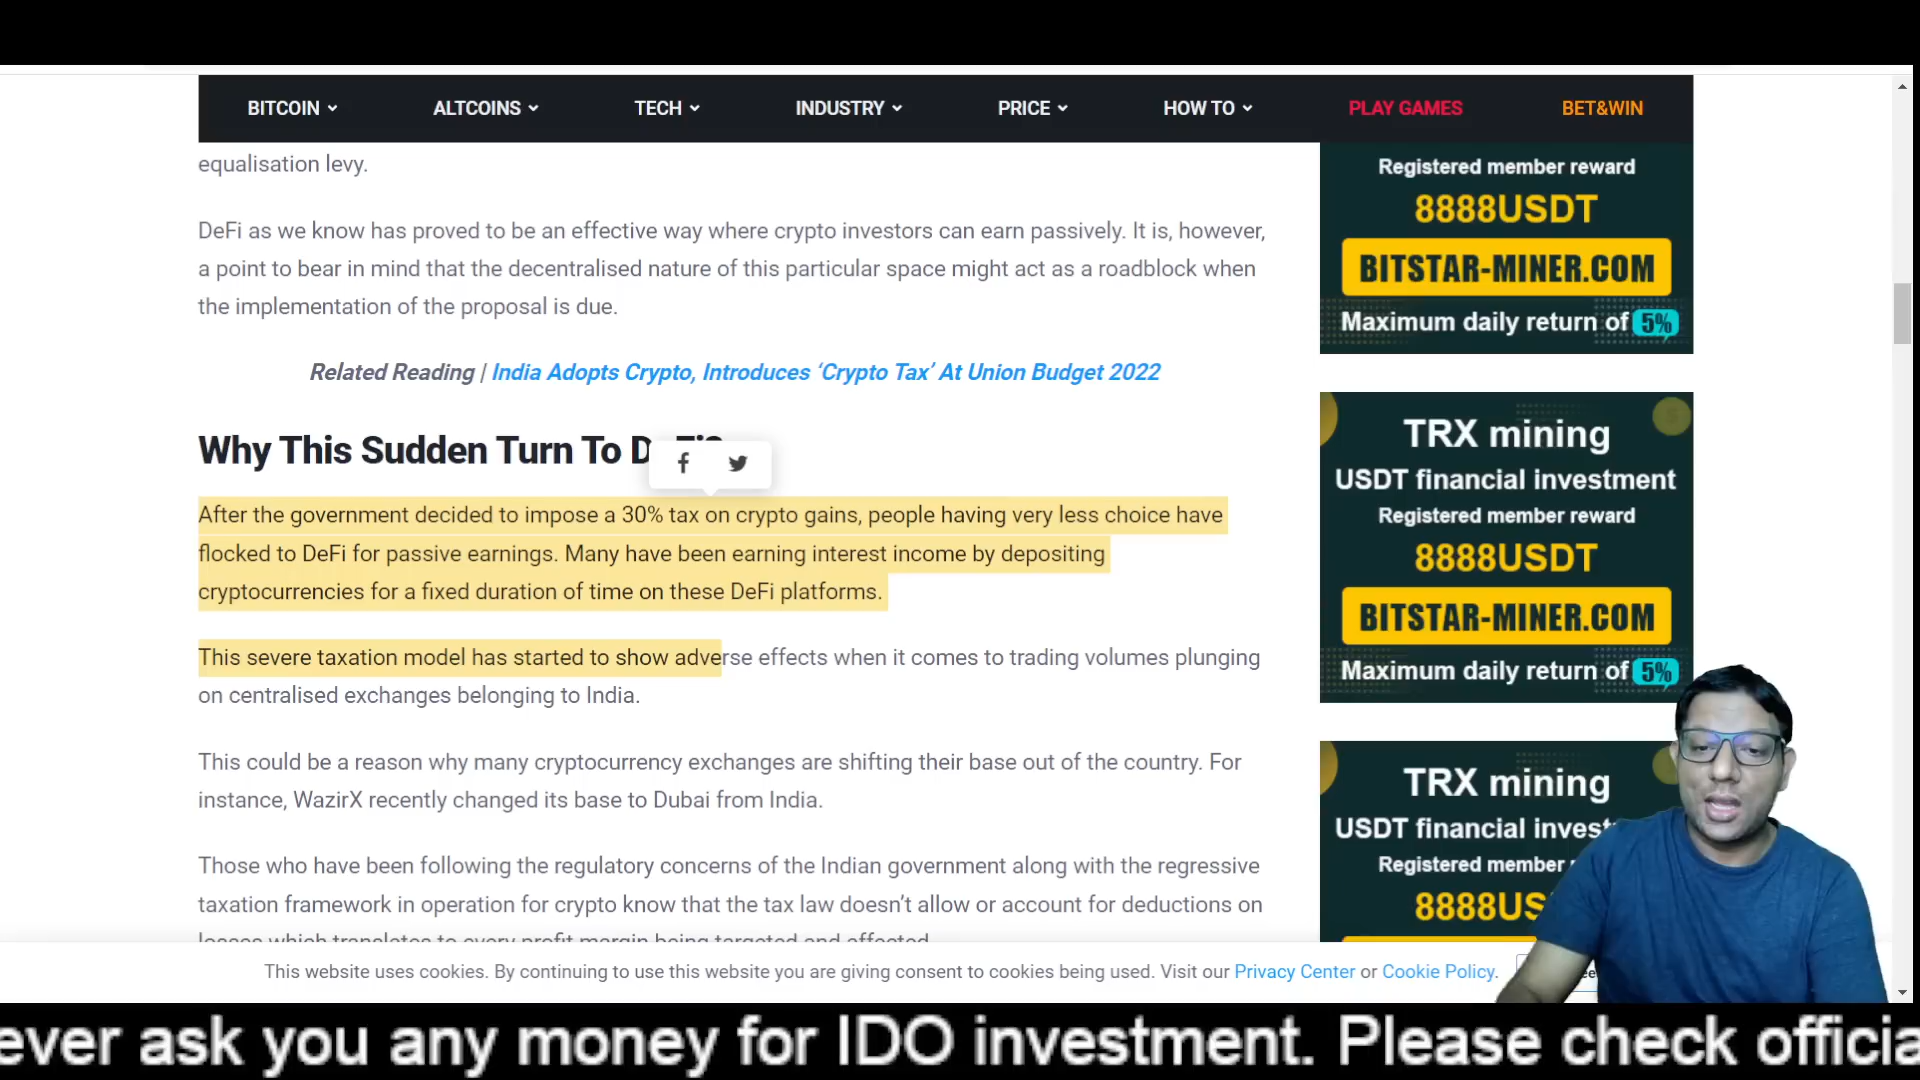 BITCOIN
ALTCOINS
TECH
INDUSTRY
PRICE
HOW TO
PLAY GAMES
BET&WIN
equalisation levy.
DeFi as we know has proved to be an effective way where crypto investors can earn passively. It is, however,
a point to bear in mind that the decentralised nature of this particular space might act as a roadblock when
the implementation of the proposal is due.
Related Reading | India Adopts Crypto, Introduces ‘Crypto Tax’ At Union Budget 2022
Why This Sudden Turn To DeFi?
After the government decided to impose a 30% tax on crypto gains, people having very less choice have
flocked to DeFi for passive earnings. Many have been earning interest income by depositing
cryptocurrencies for a fixed duration of time on these DeFi platforms.
This severe taxation model has started to show adverse effects when it comes to trading volumes plunging
on centralised exchanges belonging to India.
This could be a reason why many cryptocurrency exchanges are shifting their base out of the country. For
instance, WazirX recently changed its base to Dubai from India.
Those who have been following the regulatory concerns of the Indian government along with the regressive
taxation framework in operation for crypto know that the tax law doesn’t allow or account for deductions on
losses which translates to every profit margin being targeted and affected.
Registered member reward
8888USDT
BITSTAR-MINER.COM
Maximum daily return of 5%
TRX mining
USDT financial investment
Registered member reward
8888USDT
BITSTAR-MINER.COM
Maximum daily return of 5%
TRX mining
USDT financial inves
Registered member
8888US
This website uses cookies. By continuing to use this website you are giving consent to cookies being used. Visit our Privacy Center or Cookie Policy.
ever ask you any money for IDO investment. Please check officia